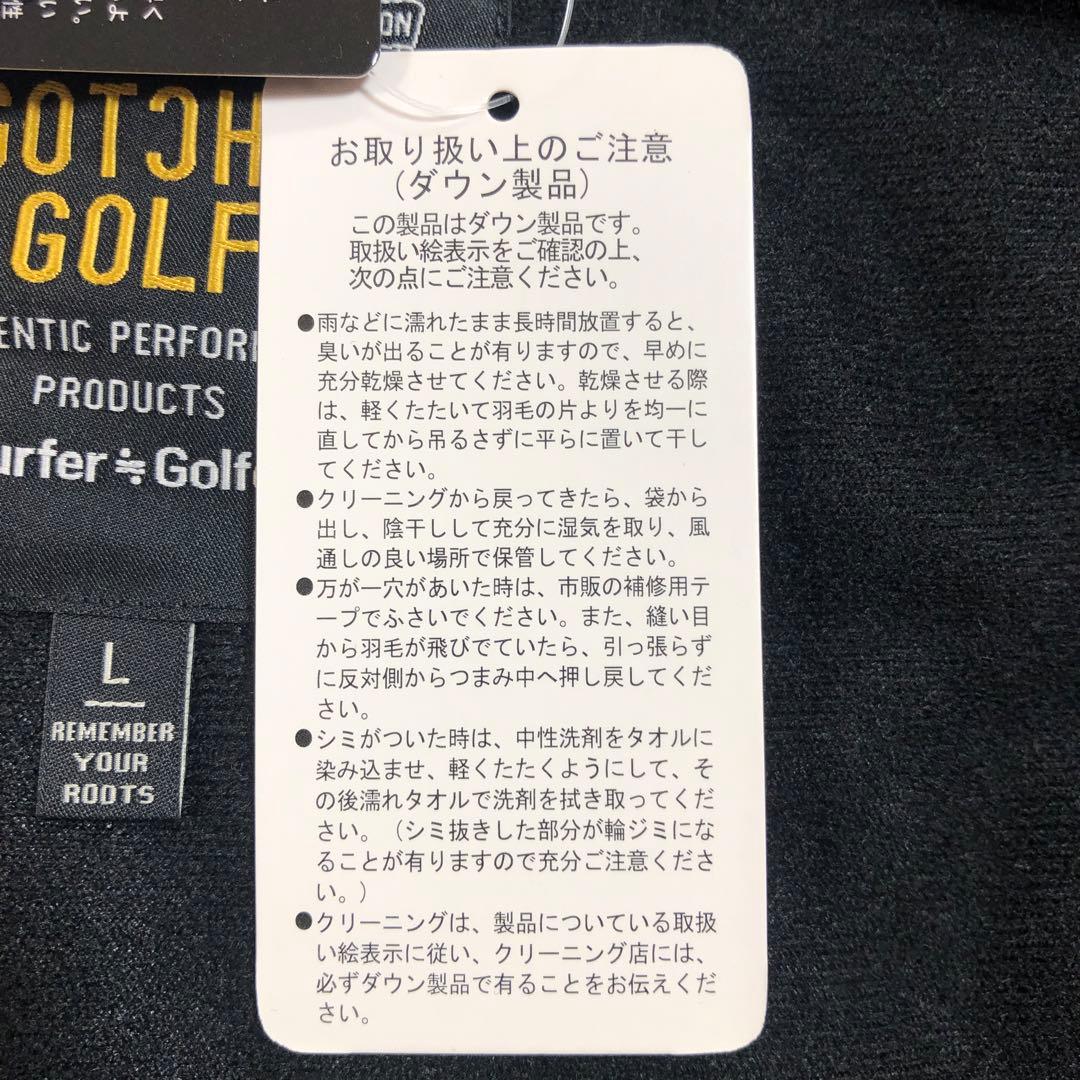 ON
GOTCH
GOLF
ENTIC PERFOR
PRODUCTS
urfer≒Golf
L
REMEMBER
YOUR
ROOTS
お取り扱い上のご注意
(ダウン製品)
この製品はダウン製品です。
取扱い絵表示をご確認の上、
次の点にご注意ください。
●雨などに濡れたまま長時間放置すると、
臭いが出ることが有りますので、早めに
充分乾燥させてください。乾燥させる際
は、軽くたたいて羽毛の片よりを均一に
直してから吊るさずに平らに置いて干し
てください。
●クリーニングから戻ってきたら、袋から
出し、陰干しして充分に湿気を取り、風
通しの良い場所で保管してください。
●万が一穴があいた時は、市販の補修用テ
ープでふさいでください。また、縫い目
から羽毛が飛びでていたら、引っ張らず
に反対側からつまみ中へ押し戻してくだ
さい。
●シミがついた時は、中性洗剤をタオルに
染み込ませ、軽くたたくようにして、そ
の後濡れタオルで洗剤を拭き取ってくだ
さい。（シミ抜きした部分が輪ジミにな
ることが有りますので充分ご注意くださ
い。）
●クリーニングは、製品についている取扱
い絵表示に従い、クリーニング店には、
必ずダウン製品で有ることをお伝えくだ
さい。